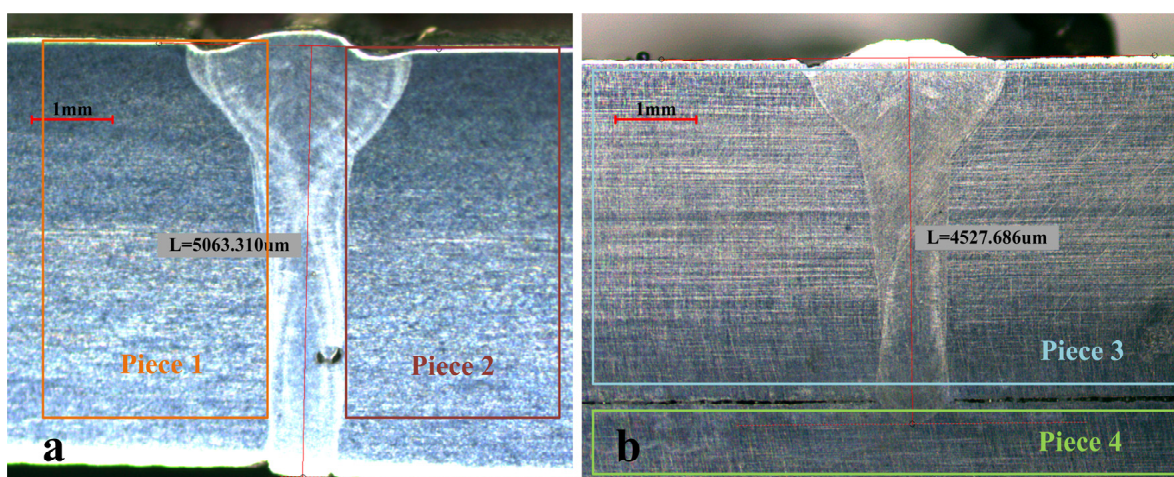 1mm
L=5063.310um
Piece 1
Piece 2
a
1mm
L=4527.686um
Piece 3
Piece 4
b